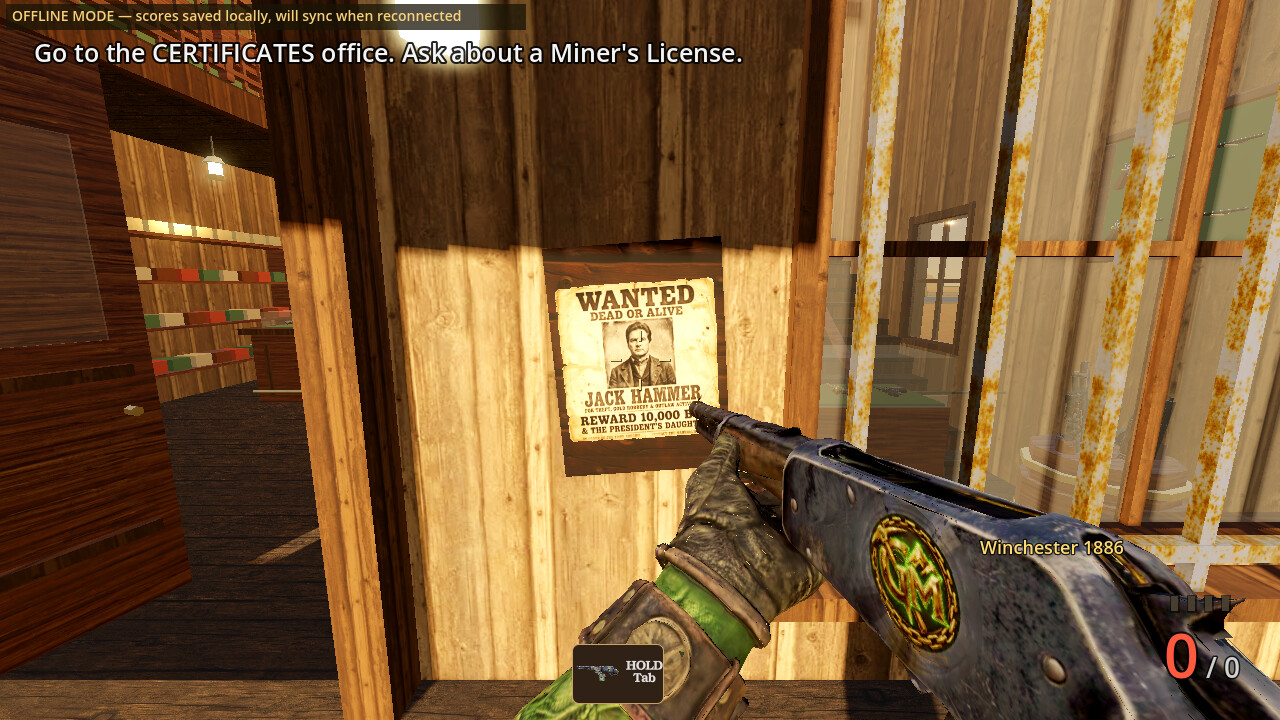 OFFLINE MODE — scores saved locally, will sync when reconnected
Go to the CERTIFICATES office. Ask about a Miner's License.
WANTED
DEAD OR ALIVE
JACK HAMMER
REWARD 10,000
& THE PRESIDENT'S
Winchester 1886
0 / 0
HOLD
Tab